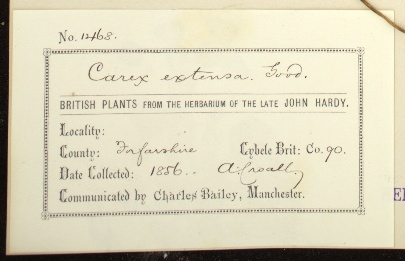 No. 1468.
Carex extensa. Good.
BRITISH PLANTS FROM THE HERBARIUM OF THE LATE JOHN HARDY.
Locality:
County: Forfarshire Cybele Brit: Co. 90.
Date Collected: 1856.. A. Croall,
Communicated by Charles Bailey, Manchester.